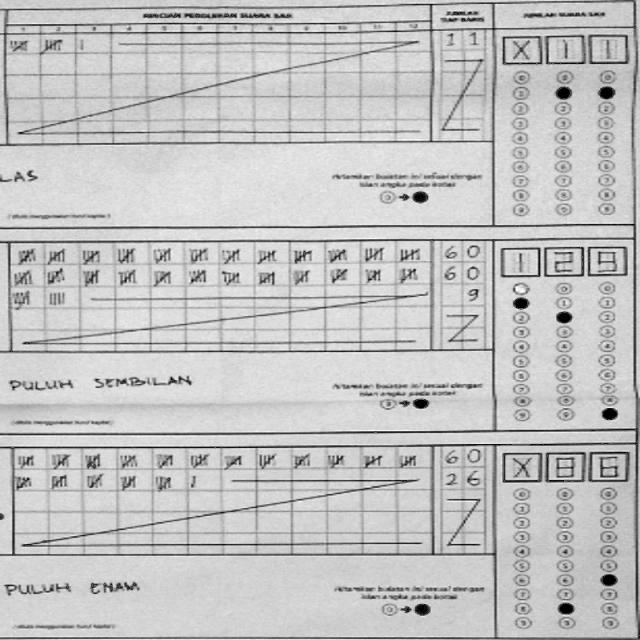 RINCIAN PEROLEHAN SUARA SAH
JUMLAH TIAP BARIS
JUMLAH SUARA SAH
1 2 3 4 5 6 7 8 9 10 11 12
1 1
X 1 1
LAS
Hitamkan bulatan ini sesuai dengan
isian angka pada kotak
(ditulis menggunakan huruf kapital)
6 0
6 0
9
1 2 9
PULUH SEMBILAN
Hitamkan bulatan ini sesuai dengan
isian angka pada kotak
(ditulis menggunakan huruf kapital)
6 0
2 6
X 8 6
PULUH ENAM
Hitamkan bulatan ini sesuai dengan
isian angka pada kotak
(ditulis menggunakan huruf kapital)